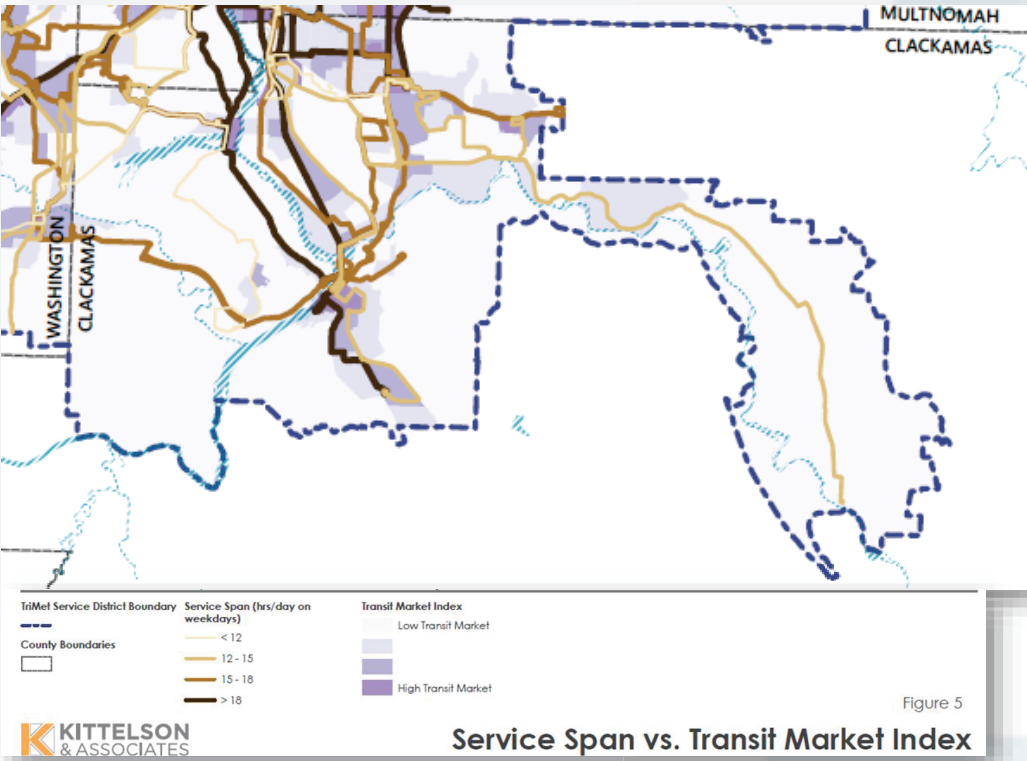 MULTNOMAH
CLACKAMAS
WASHINGTON
CLACKAMAS
TriMet Service District Boundary
County Boundaries
Service Span (hrs/day on
weekdays)
< 12
12 - 15
15 - 18
> 18
Transit Market Index
Low Transit Market
High Transit Market
Figure 5
KITTELSON
& ASSOCIATES
Service Span vs. Transit Market Index